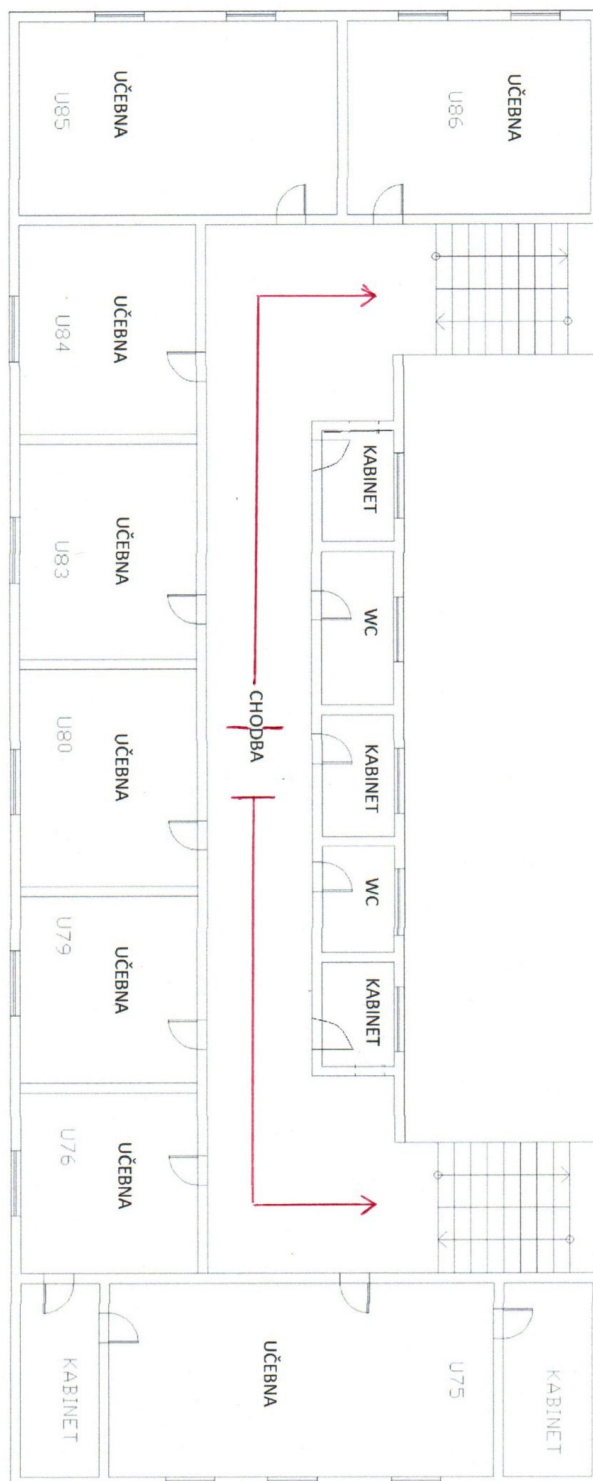 UČEBNA
U85
UČEBNA
U86
UČEBNA
U84
UČEBNA
U83
UČEBNA
U80
UČEBNA
U79
UČEBNA
U76
CHODBA
KABINET
WC
KABINET
WC
KABINET
KABINET
UČEBNA
U75
KABINET